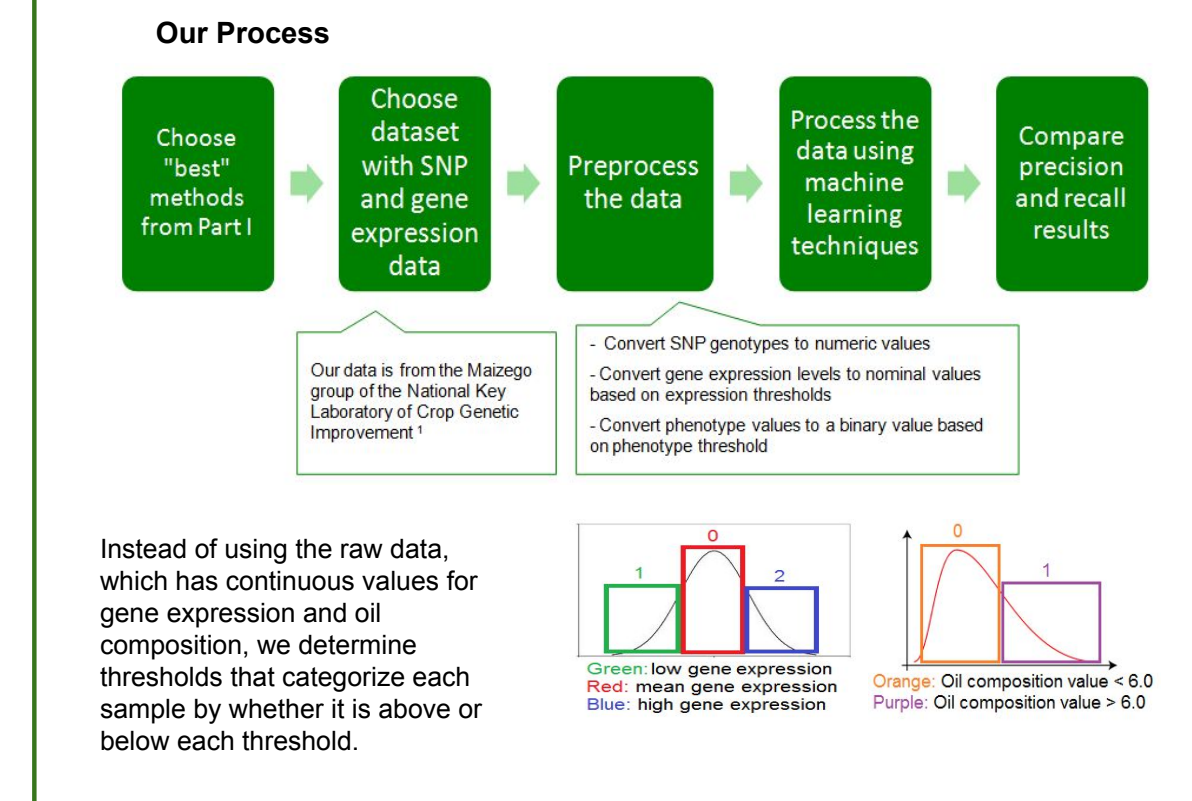 Our Process
Choose
"best"
methods
from Part I
Choose
dataset
with SNP
and gene
expression
data
Preprocess
the data
Process the
data using
machine
learning
techniques
Compare
precision
and recall
results
Our data is from the Maizego
group of the National Key
Laboratory of Crop Genetic
Improvement ¹
- Convert SNP genotypes to numeric values
- Convert gene expression levels to nominal values
based on expression thresholds
- Convert phenotype values to a binary value based
on phenotype threshold
Instead of using the raw data,
which has continuous values for
gene expression and oil
composition, we determine
thresholds that categorize each
sample by whether it is above or
below each threshold.
0
1
2
Green: low gene expression
Red: mean gene expression
Blue: high gene expression
0
1
Orange: Oil composition value < 6.0
Purple: Oil composition value > 6.0